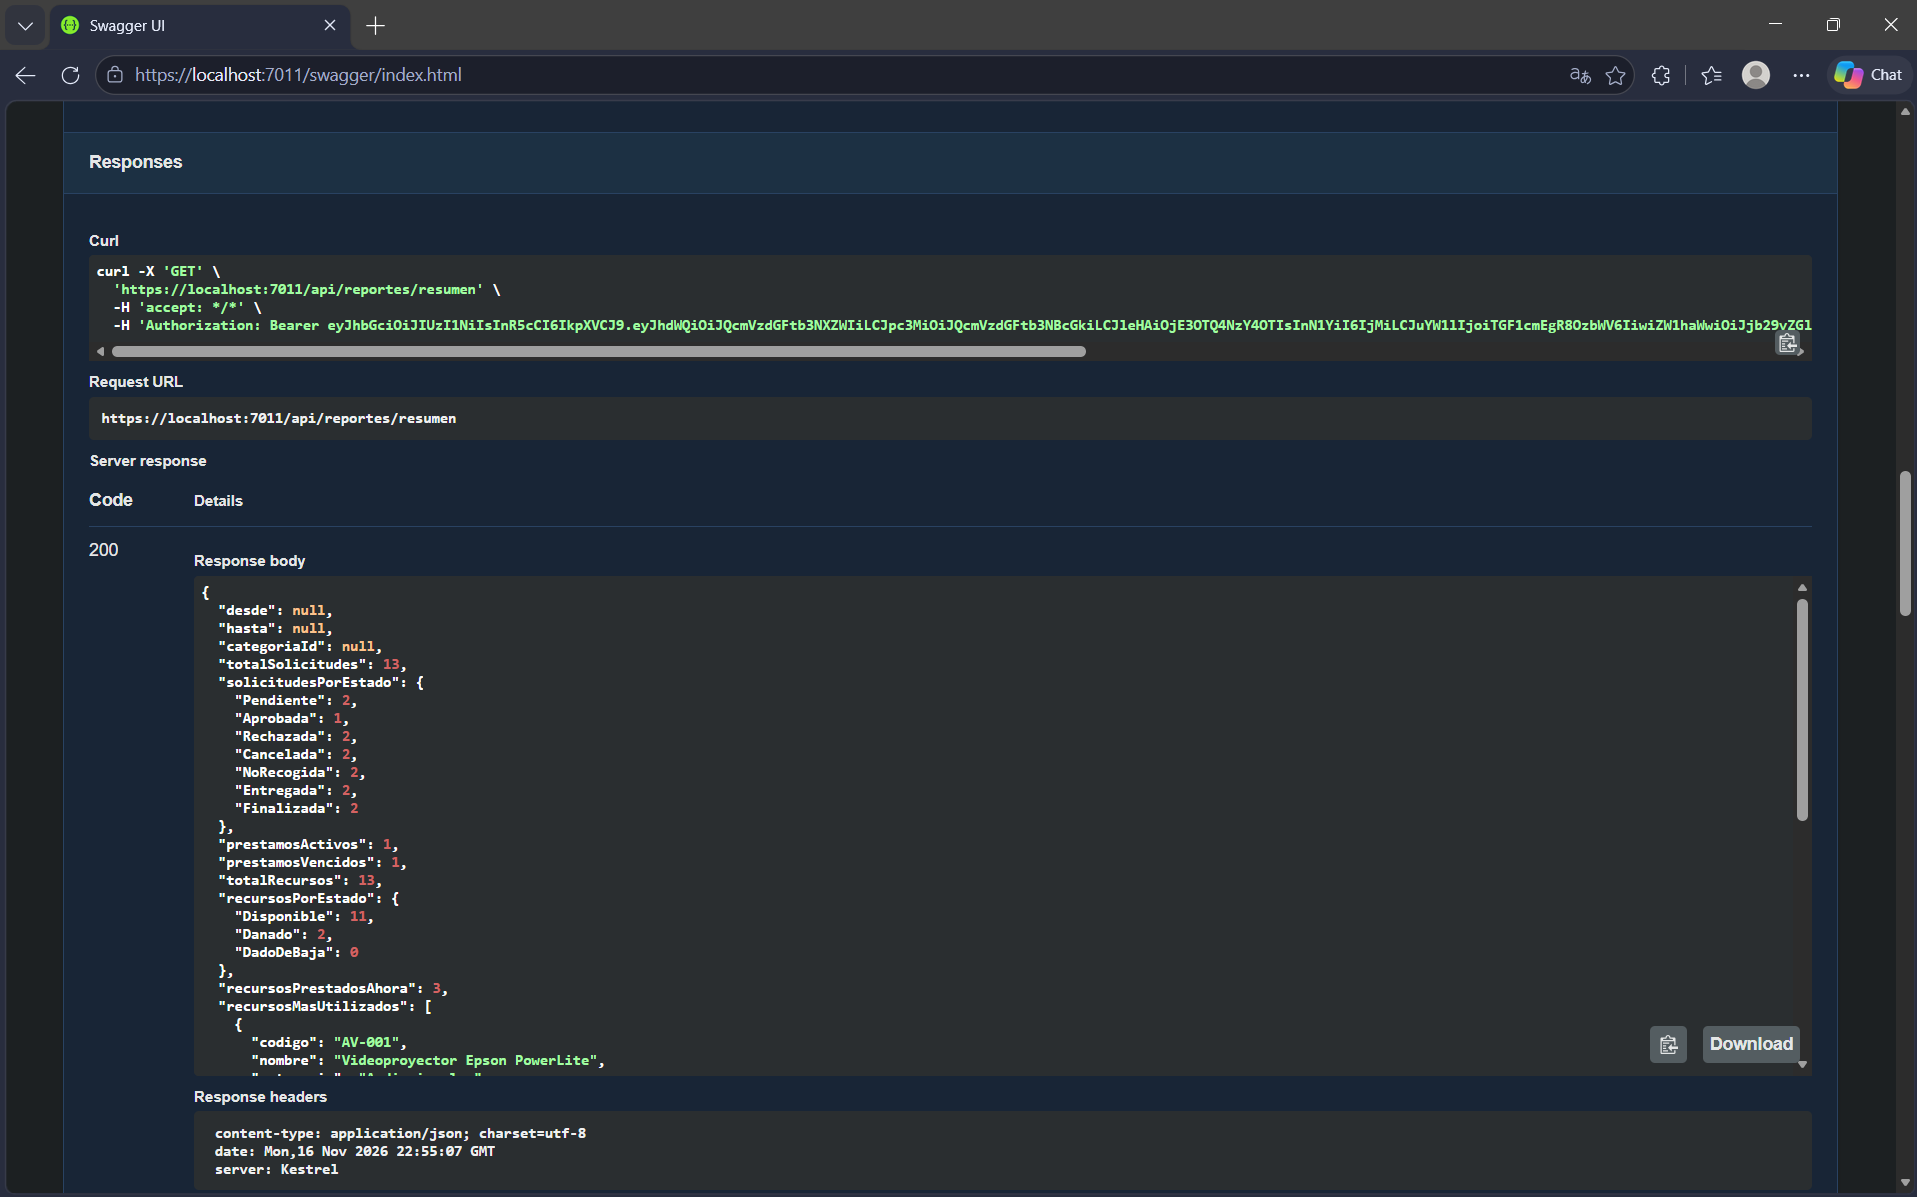 Swagger UI
https://localhost:7011/swagger/index.html
Chat
Responses
Curl
curl -X 'GET' \
'https://localhost:7011/api/reportes/resumen' \
-H 'accept: */*' \
-H 'Authorization: Bearer
Request URL
https://localhost:7011/api/reportes/resumen
Server response
Code Details
200
Response body
{
"desde": null,
"hasta": null,
"categoriaId": null,
"totalSolicitudes": 13,
"solicitudesPorEstado": {
"Pendiente": 2,
"Aprobada": 1,
"Rechazada": 2,
"Cancelada": 2,
"NoRecogida": 2,
"Entregada": 2,
"Finalizada": 2
},
"prestamosActivos": 1,
"prestamosVencidos": 1,
"totalRecursos": 13,
"recursosPorEstado": {
"Disponible": 11,
"Danado": 2,
"DadoDeBaja": 0
},
"recursosPrestadosAhora": 3,
"recursosMasUtilizados": [
{
"codigo": "AV-001",
"nombre": "Videoproyector Epson PowerLite",
Download
Response headers
content-type: application/json; charset=utf-8
date: Mon,16 Nov 2026 22:55:07 GMT
server: Kestrel